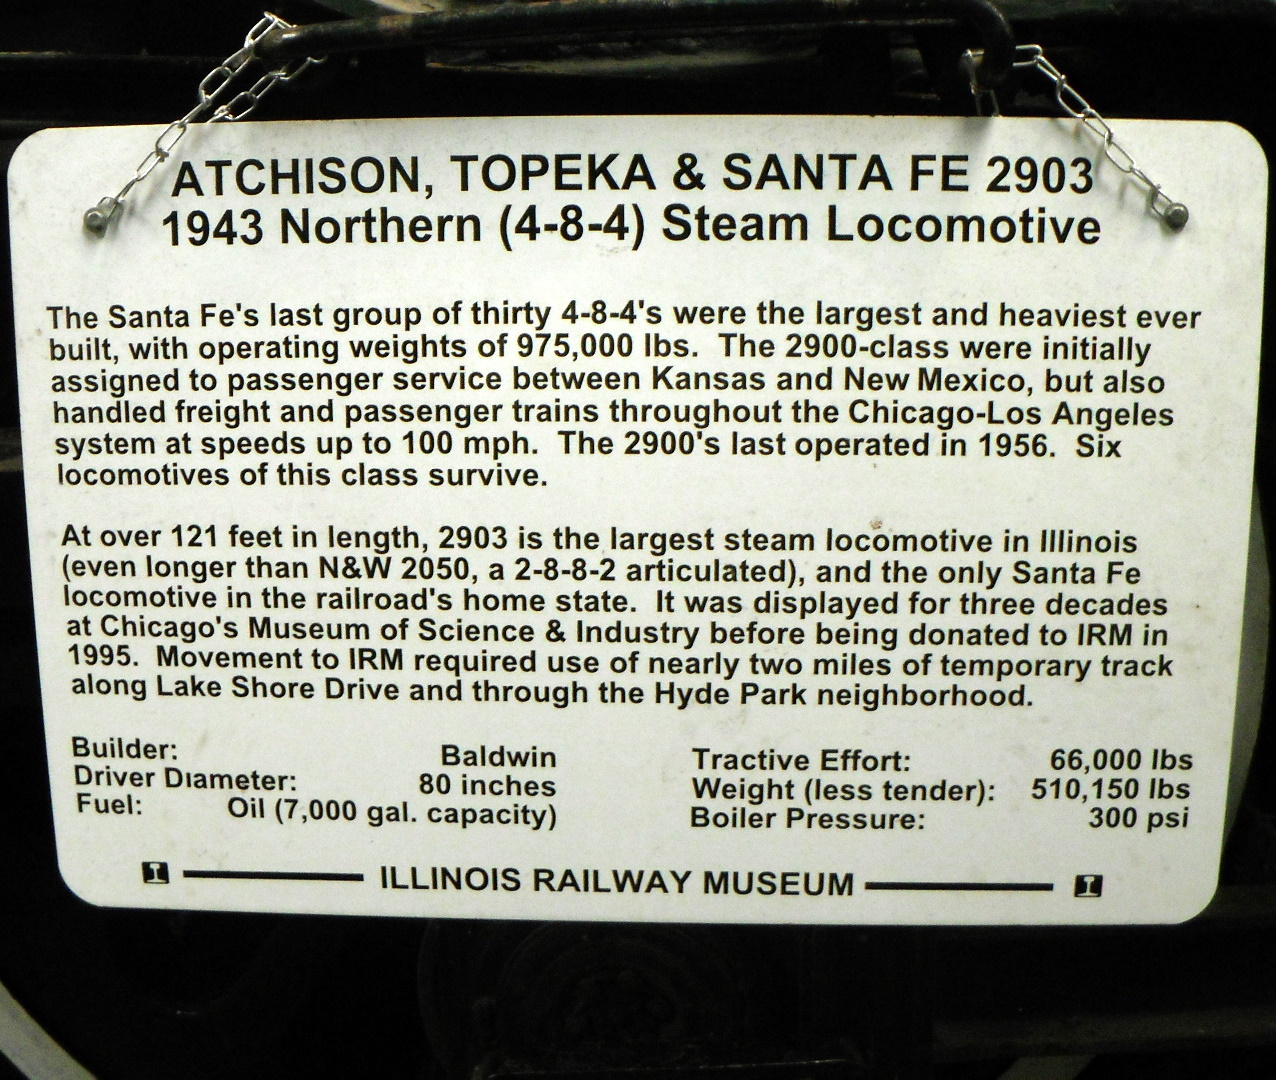 ATCHISON, TOPEKA & SANTA FE 2903
1943 Northern (4-8-4) Steam Locomotive
The Santa Fe's last group of thirty 4-8-4's were the largest and heaviest ever
built, with operating weights of 975,000 lbs.  The 2900-class were initially
assigned to passenger service between Kansas and New Mexico, but also
handled freight and passenger trains throughout the Chicago-Los Angeles
system at speeds up to 100 mph.  The 2900's last operated in 1956.  Six
locomotives of this class survive.
At over 121 feet in length, 2903 is the largest steam locomotive in Illinois
(even longer than N&W 2050, a 2-8-8-2 articulated), and the only Santa Fe
locomotive in the railroad's home state.  It was displayed for three decades
at Chicago's Museum of Science & Industry before being donated to IRM in
1995.  Movement to IRM required use of nearly two miles of temporary track
along Lake Shore Drive and through the Hyde Park neighborhood.
Builder: Baldwin
Driver Diameter: 80 inches
Fuel: Oil (7,000 gal. capacity)
Tractive Effort: 66,000 lbs
Weight (less tender): 510,150 lbs
Boiler Pressure: 300 psi
I ILLINOIS RAILWAY MUSEUM I